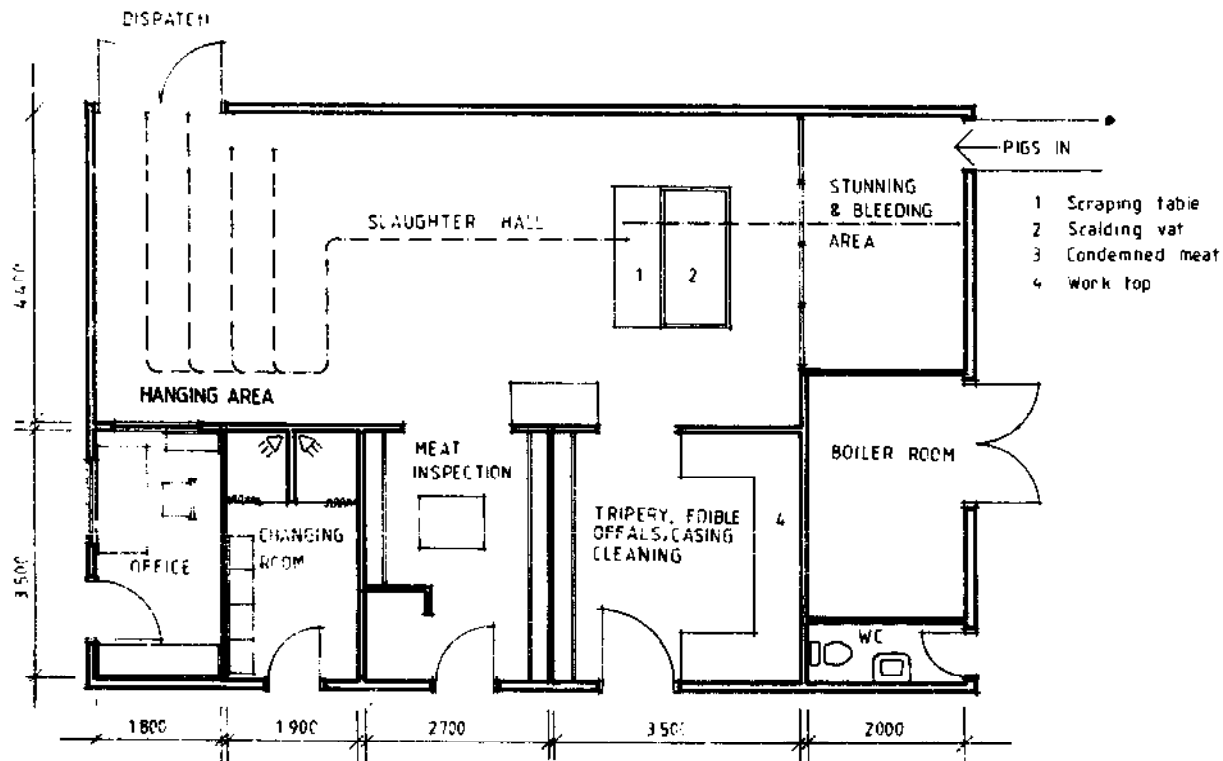 DISPATCH
PIGS IN
STUNNING
& BLEEDING
AREA
1 Scraping table
2 Scalding vat
3 Condemned meat
4 Work top
SLAUGHTER HALL
1
2
4400
HANGING AREA
MEAT
INSPECTION
BOILER ROOM
TRIPERY, EDIBLE
OFFALS, CASING
CLEANING
4
CHANGING
ROOM
OFFICE
3500
WC
1800
1900
2700
3500
2000